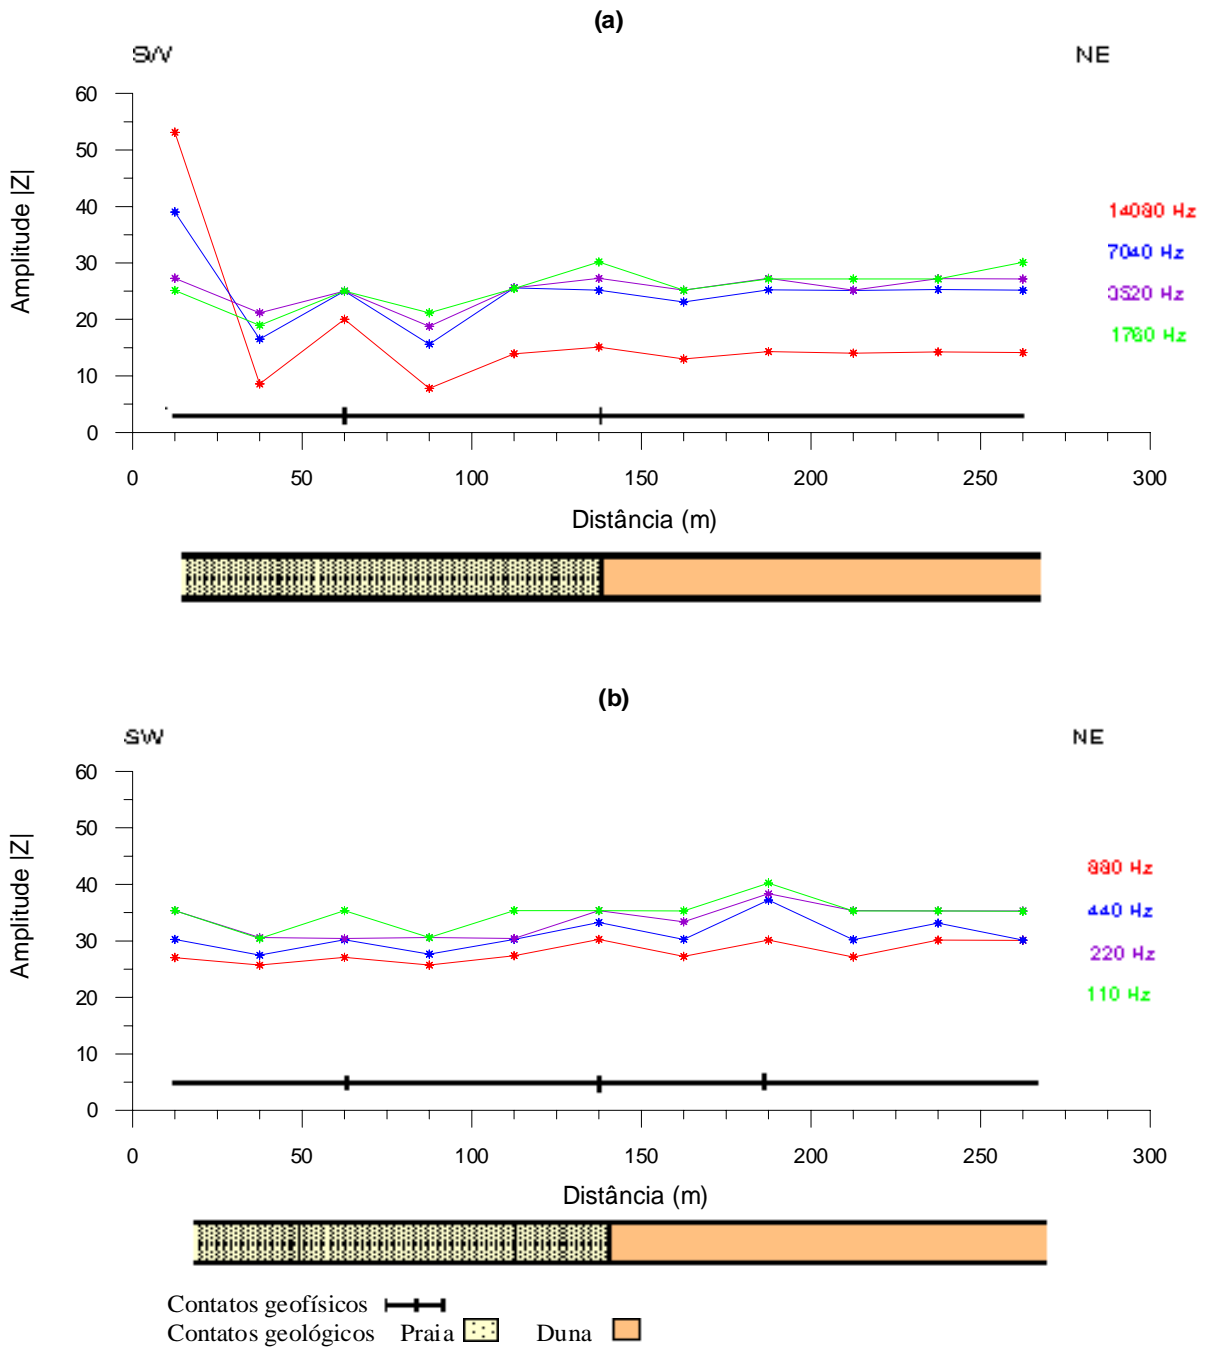 (a)
SW
NE
60
50
40
30
20
10
0
Amplitude |Z|
14080 Hz
7040 Hz
3520 Hz
1760 Hz
0 50 100 150 200 250 300
Distância (m)
(b)
SW
NE
60
50
40
30
20
10
0
Amplitude |Z|
880 Hz
440 Hz
220 Hz
110 Hz
0 50 100 150 200 250 300
Distância (m)
Contatos geofísicos
Contatos geológicos Praia Duna